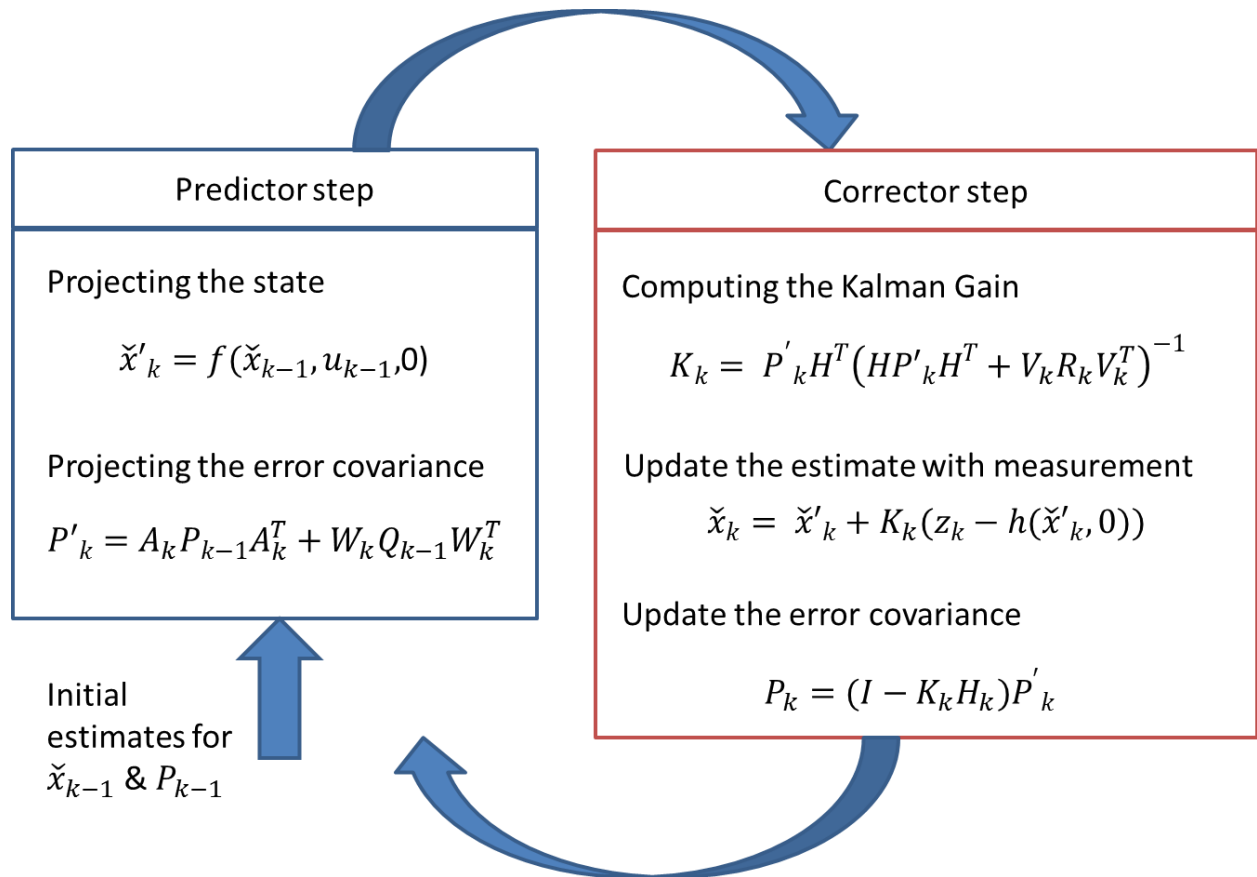 Predictor step
Projecting the state
x̌'ₖ = f(x̌ₖ₋₁, uₖ₋₁,0)
Projecting the error covariance
P'ₖ = AₖPₖ₋₁Aₖᵀ + WₖQₖ₋₁Wₖᵀ
Initial
estimates for
x̌ₖ₋₁ & Pₖ₋₁
Corrector step
Computing the Kalman Gain
Kₖ = P'ₖHᵀ(HP'ₖHᵀ + VₖRₖVₖᵀ)⁻¹
Update the estimate with measurement
x̌ₖ = x̌'ₖ + Kₖ(zₖ − h(x̌'ₖ, 0))
Update the error covariance
Pₖ = (I − KₖHₖ)P'ₖ